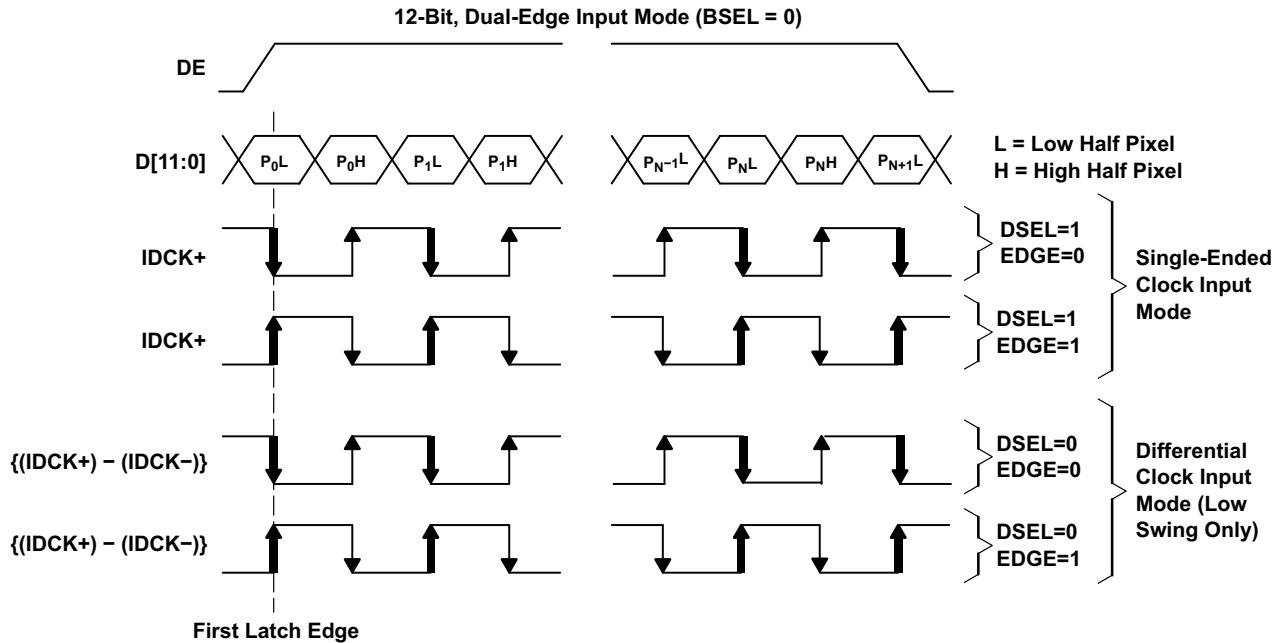 12-Bit, Dual-Edge Input Mode (BSEL = 0)
DE
D[11:0]
P0L P0H P1L P1H PN−1L PNL PNH PN+1L
L = Low Half Pixel
H = High Half Pixel
IDCK+
DSEL=1
EDGE=0
Single-Ended
Clock Input
Mode
IDCK+
DSEL=1
EDGE=1
{(IDCK+) − (IDCK−)}
DSEL=0
EDGE=0
Differential
Clock Input
Mode (Low
Swing Only)
{(IDCK+) − (IDCK−)}
DSEL=0
EDGE=1
First Latch Edge